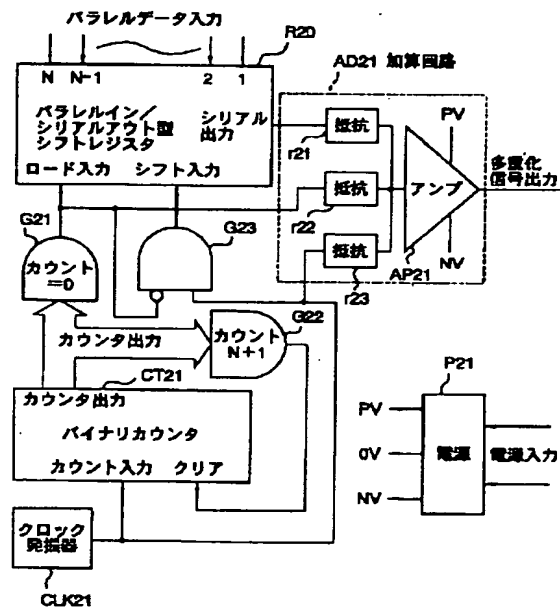 パラレルデータ入力
R20
N N-1 2 1
AD21 加算回路
パラレルイン/
シリアルアウト型
シフトレジスタ
シリアル
出力
ロード入力 シフト入力
抵抗
r21
抵抗
r22
抵抗
r23
PV
アンプ
NV
AP21
多重化
信号出力
G21
カウント
=0
G23
カウンタ出力
カウント
N+1
G22
CT21
カウンタ出力
バイナリカウンタ
カウント入力 クリア
クロック
発振器
CLK21
P21
PV
0V
NV
電源
電源入力